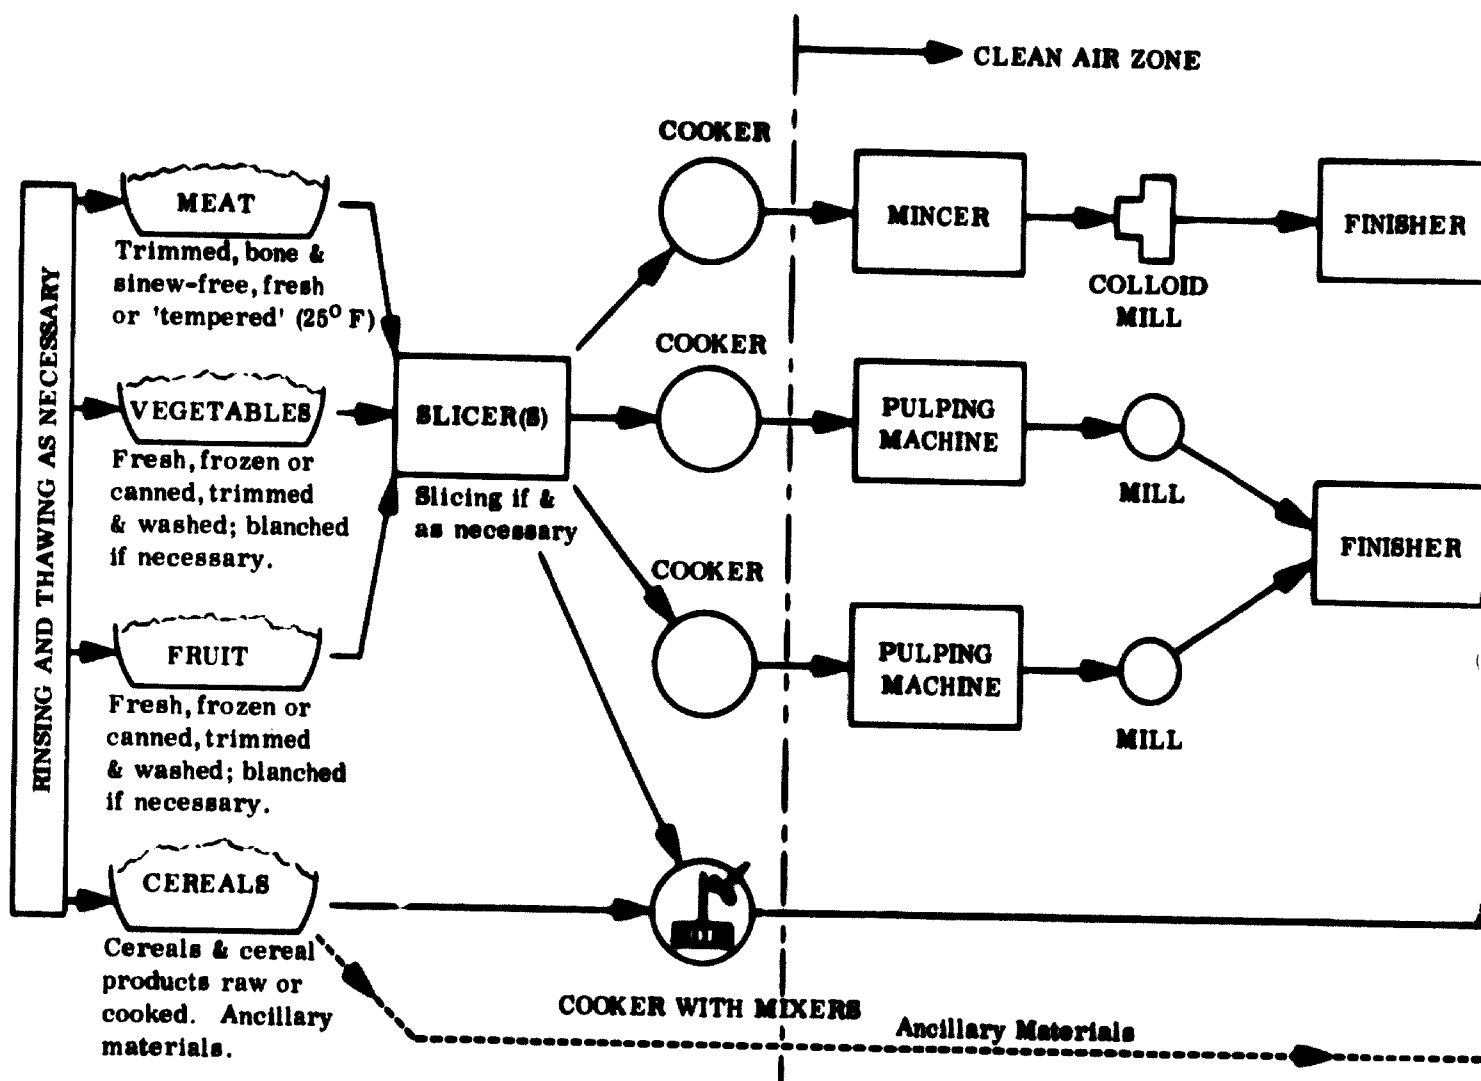 CLEAN AIR ZONE
COOKER
MEAT
MINCER
FINISHER
Trimmed, bone &
sinew-free, fresh
or 'tempered' (25° F)
COLLOID
MILL
RINSING AND THAWING AS NECESSARY
COOKER
VEGETABLES
SLICER(S)
PULPING
MACHINE
Fresh, frozen or
canned, trimmed
& washed; blanched
if necessary.
Slicing if &
as necessary
MILL
FINISHER
COOKER
FRUIT
PULPING
MACHINE
Fresh, frozen or
canned, trimmed
& washed; blanched
if necessary.
MILL
CEREALS
Cereals & cereal
products raw or
cooked. Ancillary
materials.
COOKER WITH MIXERS
Ancillary Materials